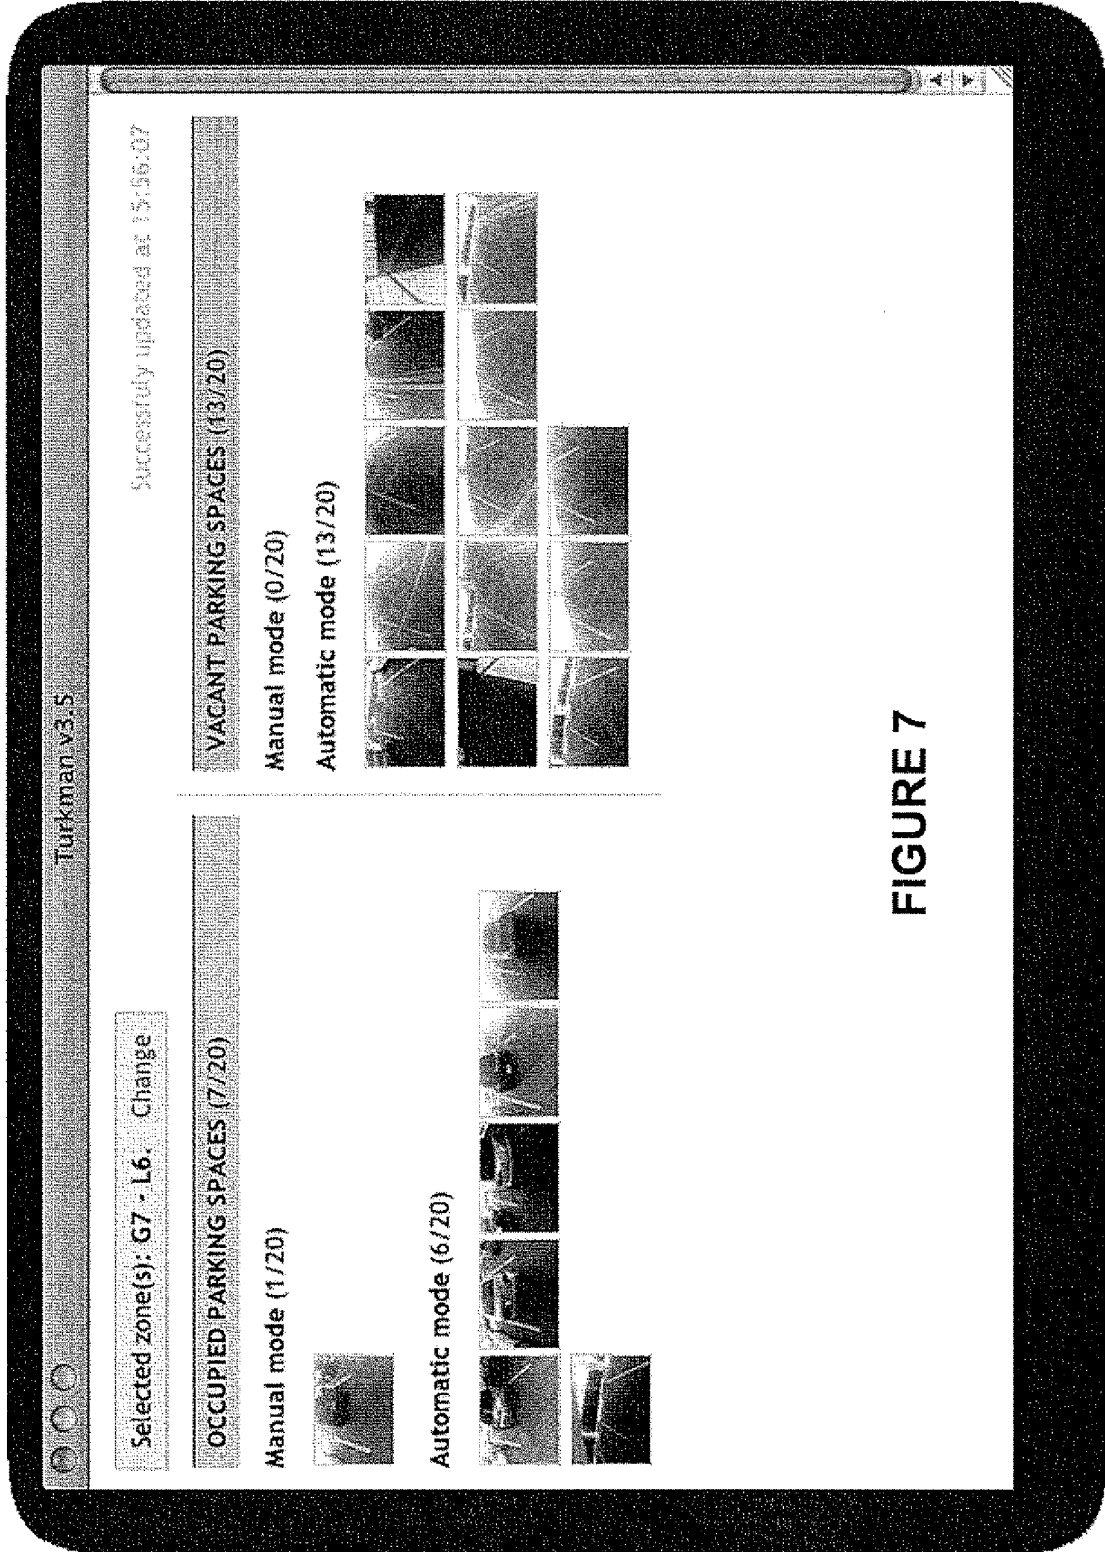 Turkman v3.5
Selected zone(s): G7 - L6. Change
Successfuly updated at 15:56:07
OCCUPIED PARKING SPACES (7/20)
Manual mode (1/20)
Automatic mode (6/20)
VACANT PARKING SPACES (13/20)
Manual mode (0/20)
Automatic mode (13/20)
FIGURE 7